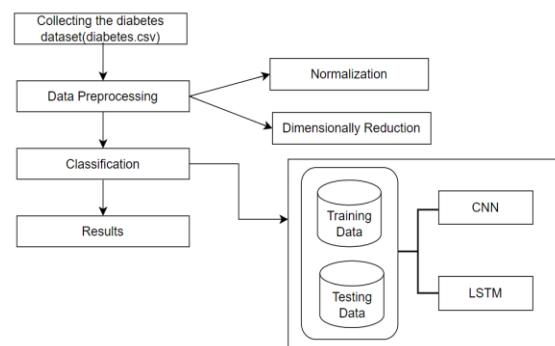 Collecting the diabetes
dataset(diabetes.csv)
Normalization
Data Preprocessing
Dimensionally Reduction
Classification
Training
Data
CNN
Results
Testing
Data
LSTM